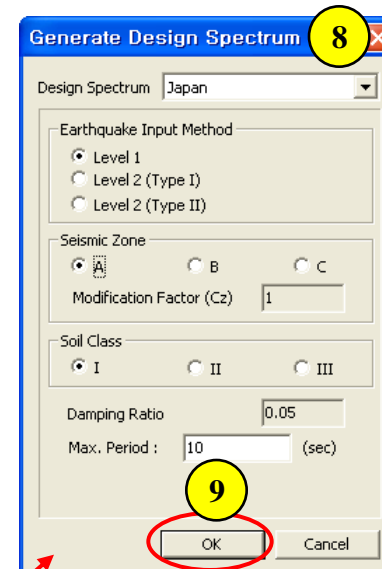 Generate Design Spectrum 8
Design Spectrum Japan
Earthquake Input Method
Level 1
Level 2 (Type I)
Level 2 (Type II)
Seismic Zone
A B C
Modification Factor (Cz) 1
Soil Class
I II III
Damping Ratio 0.05
Max. Period : 10 (sec)
9
OK Cancel